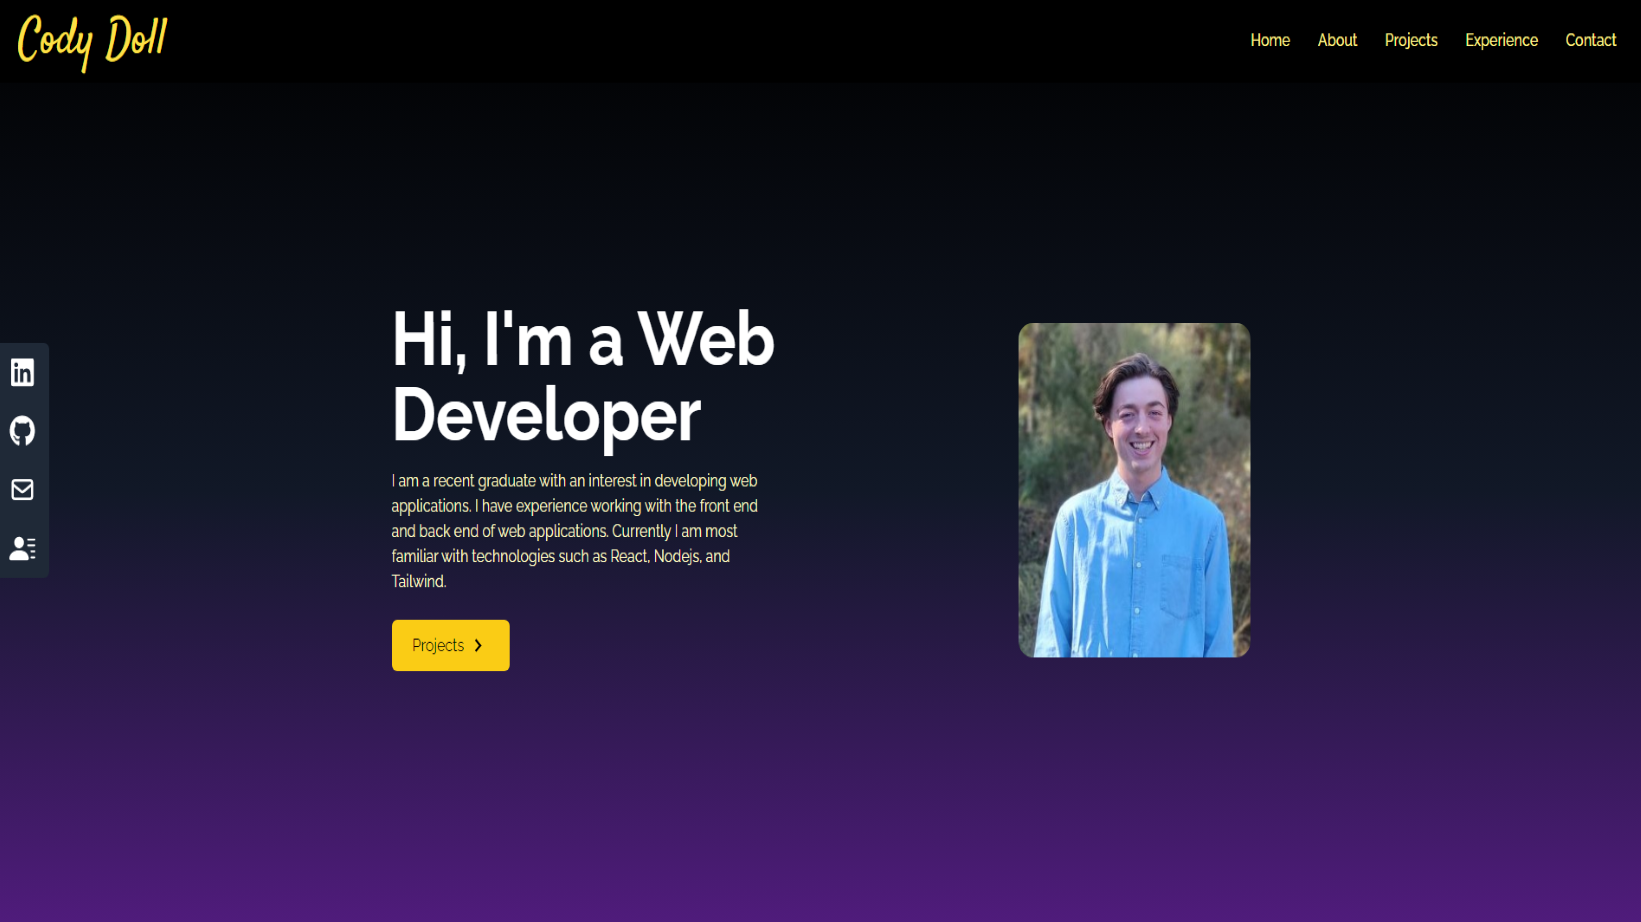 Cody Doll
Home About Projects Experience Contact
Hi, I'm a Web
Developer
I am a recent graduate with an interest in developing web
applications. I have experience working with the front end
and back end of web applications. Currently I am most
familiar with technologies such as React, Nodejs, and
Tailwind.
Projects
in